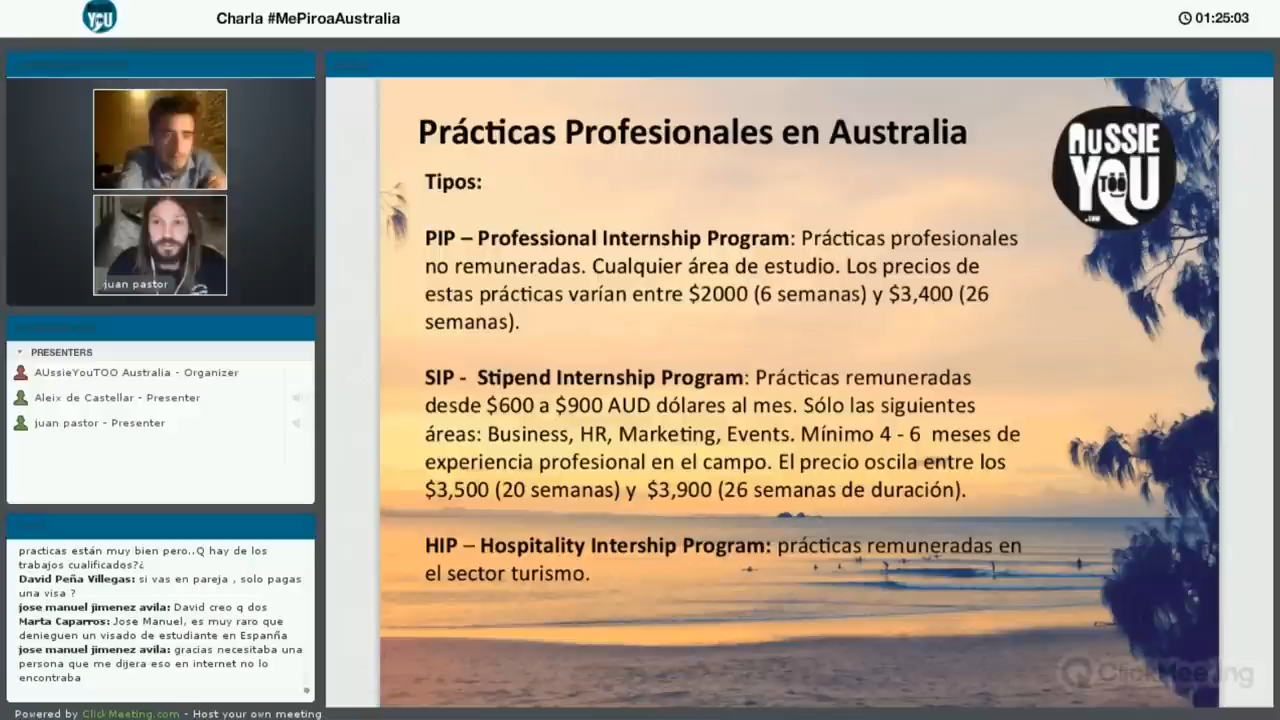 YOU
Charla #MePiroaAustralia
01:25:03
juan pastor
PRESENTERS
AUssieYouTOO Australia - Organizer
Aleix de Castellar - Presenter
juan pastor - Presenter
practicas están muy bien pero..Q hay de los
trabajos cualificados?¿
David Peña Villegas: si vas en pareja , solo pagas
una visa ?
jose manuel jimenez avila: David creo q dos
Marta Caparros: Jose Manuel, es muy raro que
denieguen un visado de estudiante en Espanña
jose manuel jimenez avila: gracias necesitaba una
persona que me dijera eso en internet no lo
encontraba
Powered by ClickMeeting.com - Host your own meeting
Prácticas Profesionales en Australia
AUSSIE
YOU
TOO
.com
Tipos:
PIP – Professional Internship Program: Prácticas profesionales
no remuneradas. Cualquier área de estudio. Los precios de
estas prácticas varían entre $2000 (6 semanas) y $3,400 (26
semanas).
SIP - Stipend Internship Program: Prácticas remuneradas
desde $600 a $900 AUD dólares al mes. Sólo las siguientes
áreas: Business, HR, Marketing, Events. Mínimo 4 - 6 meses de
experiencia profesional en el campo. El precio oscila entre los
$3,500 (20 semanas) y $3,900 (26 semanas de duración).
HIP – Hospitality Intership Program: prácticas remuneradas en
el sector turismo.
ClickMeeting